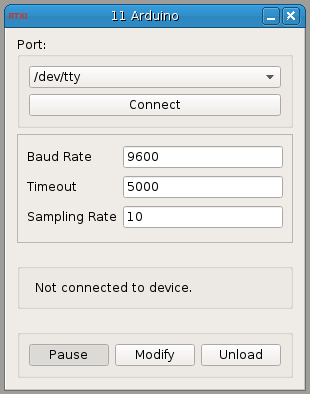 RTXI 11 Arduino
Port:
/dev/tty
Connect
Baud Rate 9600
Timeout 5000
Sampling Rate 10
Not connected to device.
Pause Modify Unload